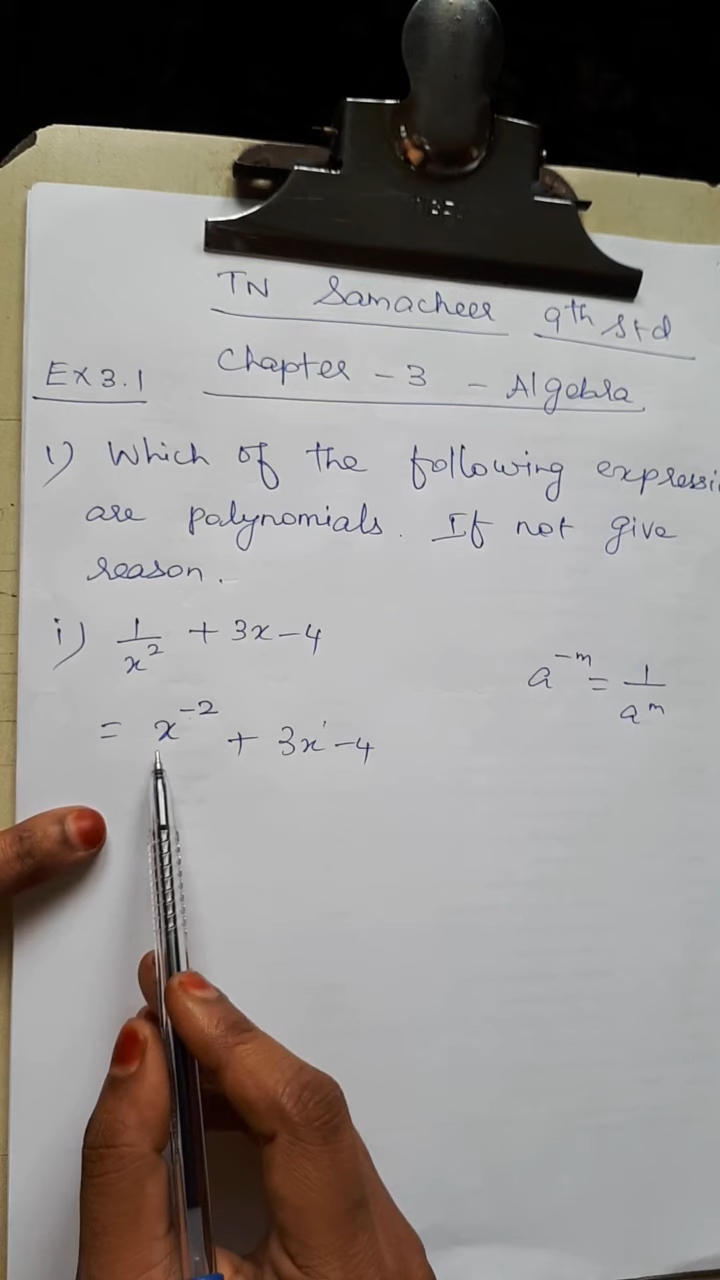 TN Samacheer 9th std
Chapter - 3 - Algebra
Ex 3.1
1) Which of the following expressi
are polynomials. If not give
reason.
i) 1/x² + 3x - 4
a⁻ᵐ = 1/aᵐ
= x⁻² + 3x¹ - 4